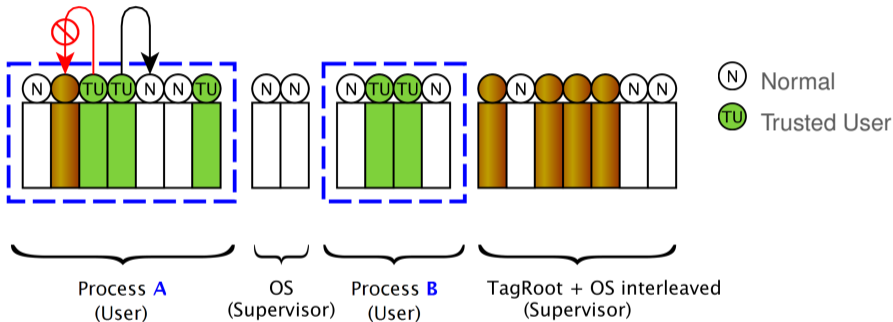 N TU TU N N TU N N N TU TU N N N N
N Normal
TU Trusted User
Process A
(User)
OS
(Supervisor)
Process B
(User)
TagRoot + OS interleaved
(Supervisor)